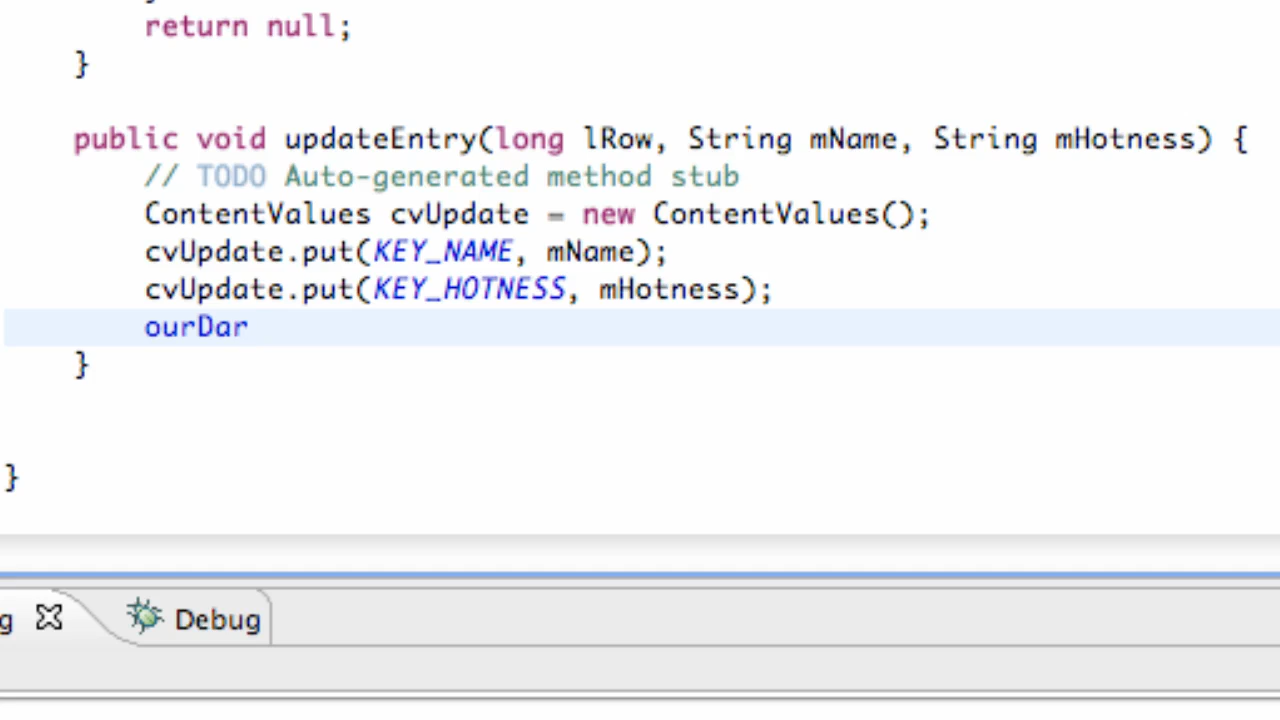 return null;
}
public void updateEntry(long lRow, String mName, String mHotness) {
// TODO Auto-generated method stub
ContentValues cvUpdate = new ContentValues();
cvUpdate.put(KEY_NAME, mName);
cvUpdate.put(KEY_HOTNESS, mHotness);
ourDar
}
}
g Debug